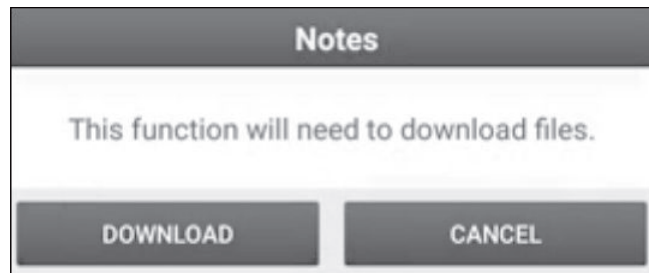 Notes
This function will need to download files.
DOWNLOAD
CANCEL